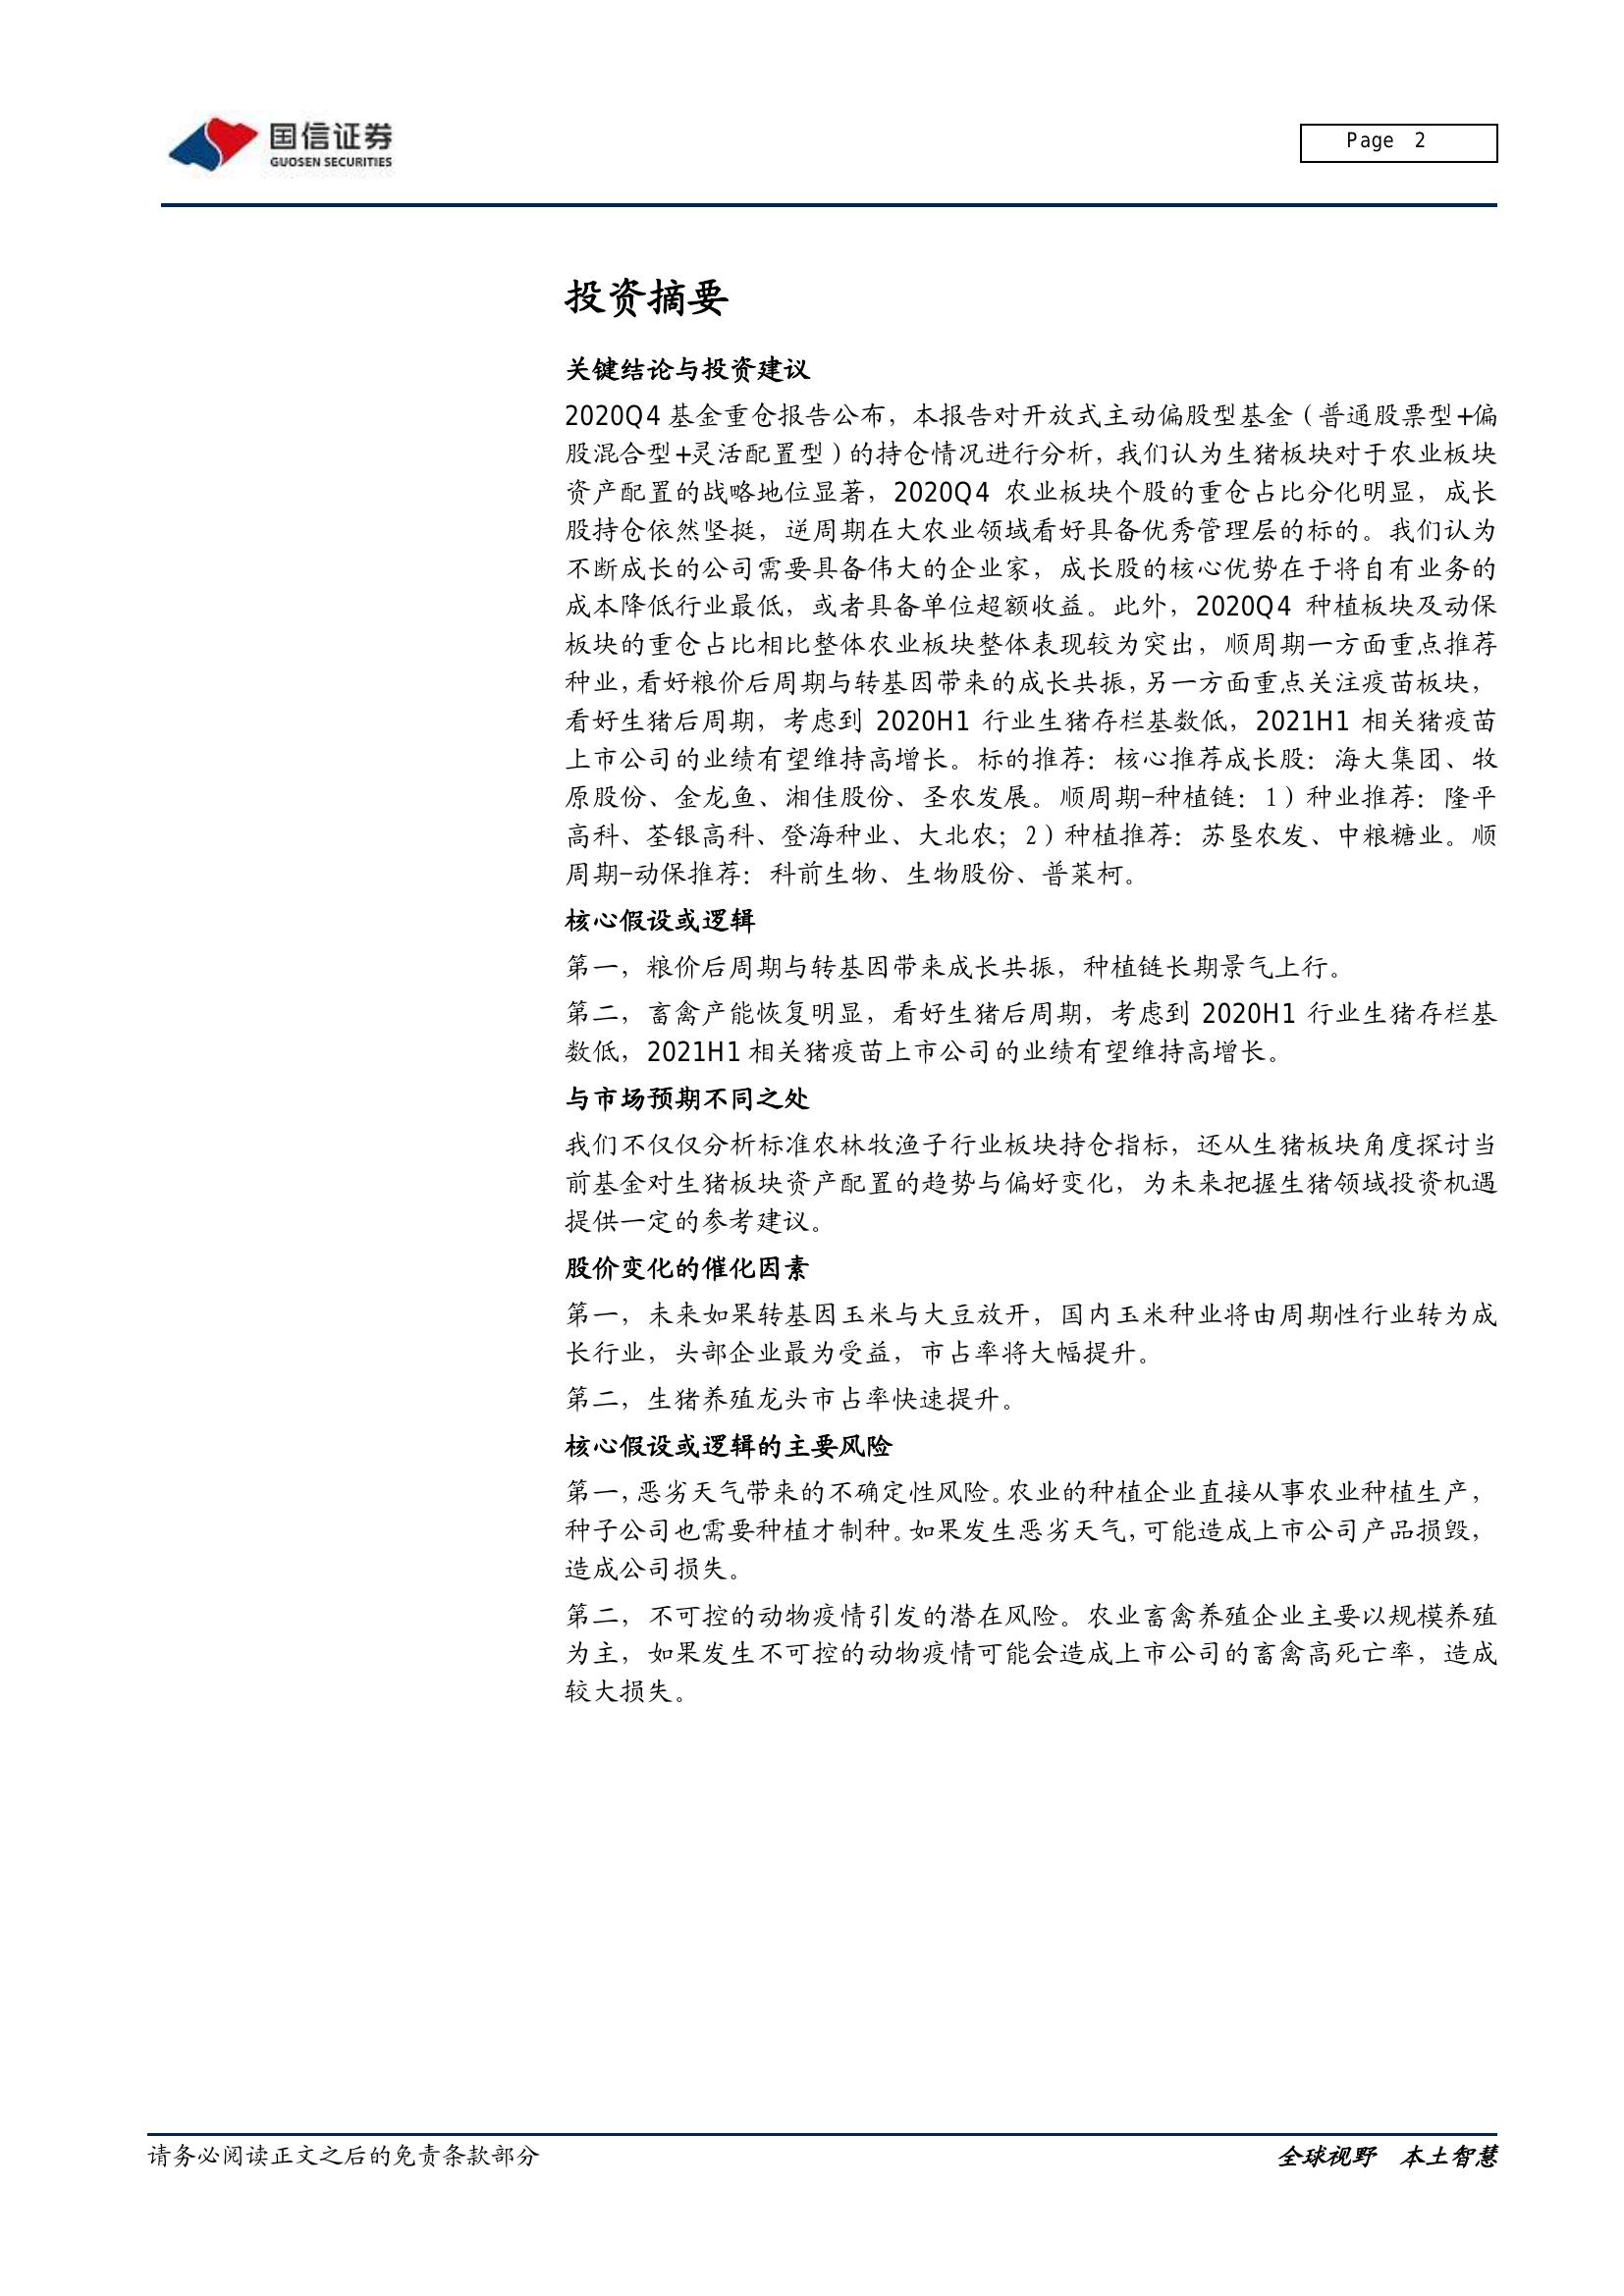 国信证券
GUOSEN SECURITIES
Page 2
投资摘要
关键结论与投资建议
2020Q4 基金重仓报告公布，本报告对开放式主动偏股型基金（普通股票型+偏
股混合型+灵活配置型）的持仓情况进行分析，我们认为生猪板块对于农业板块
资产配置的战略地位显著，2020Q4 农业板块个股的重仓占比分化明显，成长
股持仓依然坚挺，逆周期在大农业领域看好具备优秀管理层的标的。我们认为
不断成长的公司需要具备伟大的企业家，成长股的核心优势在于将自有业务的
成本降低行业最低，或者具备单位超额收益。此外，2020Q4 种植板块及动保
板块的重仓占比相比整体农业板块整体表现较为突出，顺周期一方面重点推荐
种业，看好粮价后周期与转基因带来的成长共振，另一方面重点关注疫苗板块，
看好生猪后周期，考虑到 2020H1 行业生猪存栏基数低，2021H1 相关猪疫苗
上市公司的业绩有望维持高增长。标的推荐：核心推荐成长股：海大集团、牧
原股份、金龙鱼、湘佳股份、圣农发展。顺周期-种植链：1）种业推荐：隆平
高科、荃银高科、登海种业、大北农；2）种植推荐：苏垦农发、中粮糖业。顺
周期-动保推荐：科前生物、生物股份、普莱柯。
核心假设或逻辑
第一，粮价后周期与转基因带来成长共振，种植链长期景气上行。
第二，畜禽产能恢复明显，看好生猪后周期，考虑到 2020H1 行业生猪存栏基
数低，2021H1 相关猪疫苗上市公司的业绩有望维持高增长。
与市场预期不同之处
我们不仅仅分析标准农林牧渔子行业板块持仓指标，还从生猪板块角度探讨当
前基金对生猪板块资产配置的趋势与偏好变化，为未来把握生猪领域投资机遇
提供一定的参考建议。
股价变化的催化因素
第一，未来如果转基因玉米与大豆放开，国内玉米种业将由周期性行业转为成
长行业，头部企业最为受益，市占率将大幅提升。
第二，生猪养殖龙头市占率快速提升。
核心假设或逻辑的主要风险
第一，恶劣天气带来的不确定性风险。农业的种植企业直接从事农业种植生产，
种子公司也需要种植才制种。如果发生恶劣天气，可能造成上市公司产品损毁，
造成公司损失。
第二，不可控的动物疫情引发的潜在风险。农业畜禽养殖企业主要以规模养殖
为主，如果发生不可控的动物疫情可能会造成上市公司的畜禽高死亡率，造成
较大损失。
请务必阅读正文之后的免责条款部分
全球视野 本土智慧